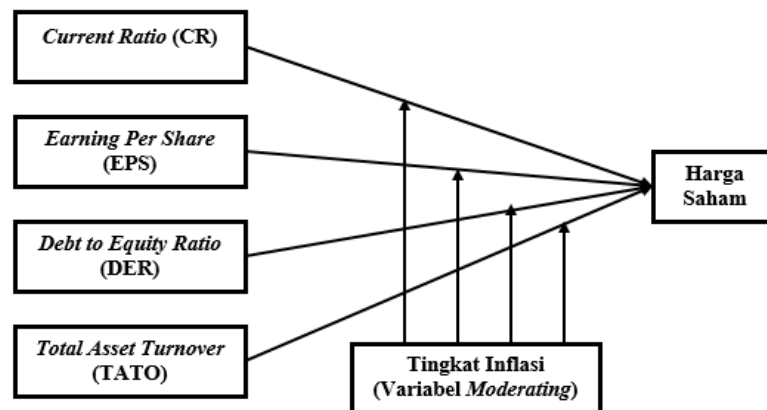 Current Ratio (CR)
Earning Per Share
(EPS)
Debt to Equity Ratio
(DER)
Total Asset Turnover
(TATO)
Harga
Saham
Tingkat Inflasi
(Variabel Moderating)